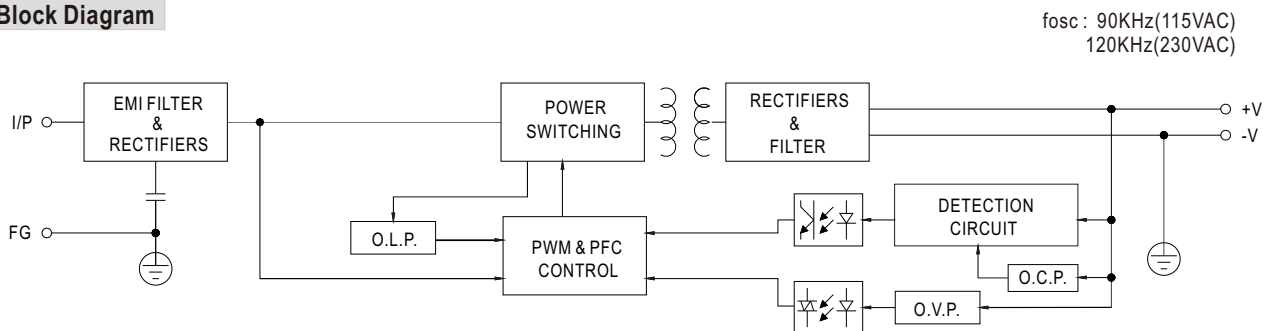 Block Diagram
fosc : 90KHz(115VAC)
120KHz(230VAC)
I/P
EMI FILTER
&
RECTIFIERS
POWER
SWITCHING
RECTIFIERS
&
FILTER
+V
-V
FG
O.L.P.
PWM & PFC
CONTROL
DETECTION
CIRCUIT
O.C.P.
O.V.P.